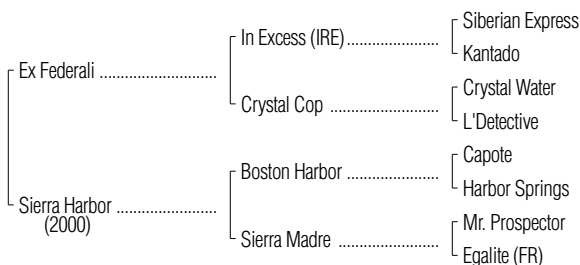 Siberian Express
In Excess (IRE)
Kantado
Ex Federali
Crystal Water
Crystal Cop
L'Detective
Capote
Boston Harbor
Harbor Springs
Sierra Harbor
(2000)
Mr. Prospector
Sierra Madre
Egalite (FR)